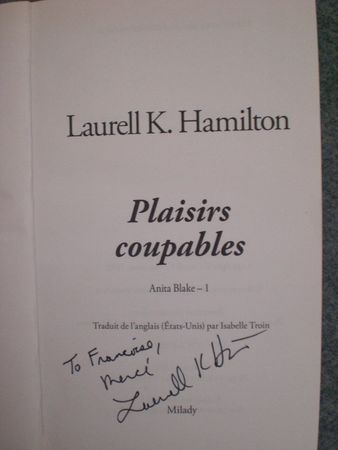 Laurell K. Hamilton
Plaisirs
coupables
Anita Blake – 1
Traduit de l'anglais (États-Unis) par Isabelle Troin
To Francoise,
Merci
Laurell K Hamilton
Milady